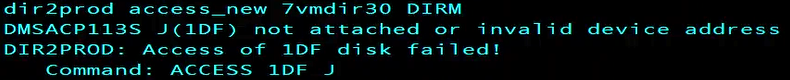 dir2prod access_new 7vmdir30 DIRM
DMSACP113S J(1DF) not attached or invalid device address
DIR2PROD: Access of 1DF disk failed!
   Command: ACCESS 1DF J